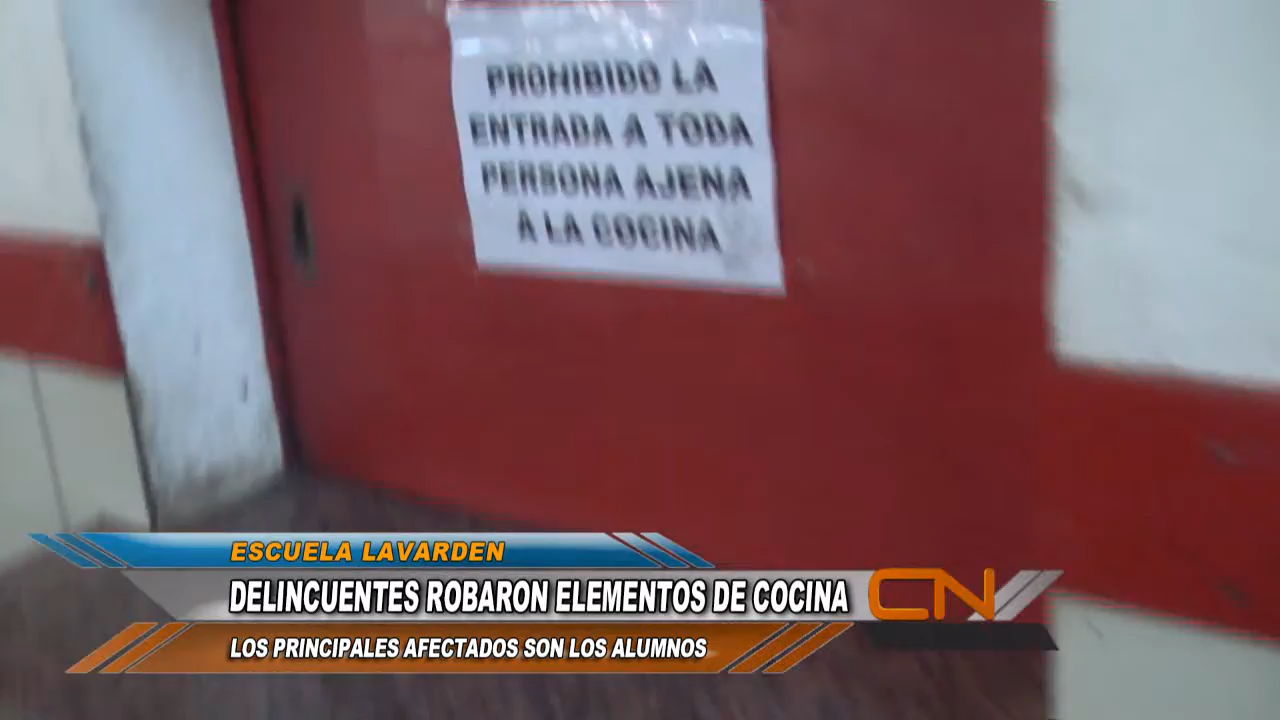 PROHIBIDO LA
ENTRADA A TODA
PERSONA AJENA
A LA COCINA
ESCUELA LAVARDEN
DELINCUENTES ROBARON ELEMENTOS DE COCINA
CN
LOS PRINCIPALES AFECTADOS SON LOS ALUMNOS